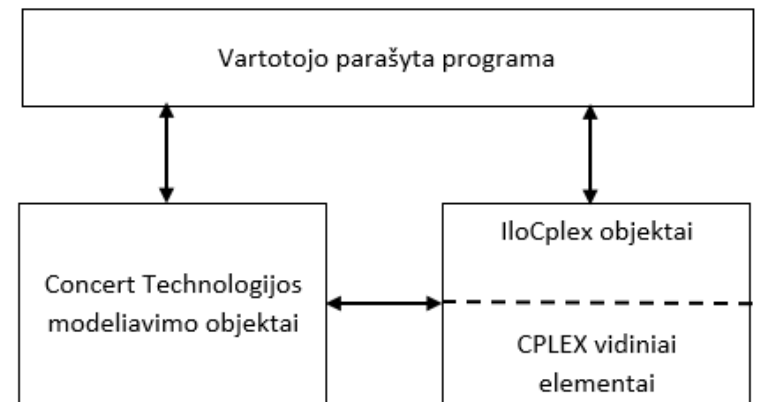 Vartotojo parašyta programa
Concert Technologijos
modeliavimo objektai
IloCplex objektai
CPLEX vidiniai
elementai